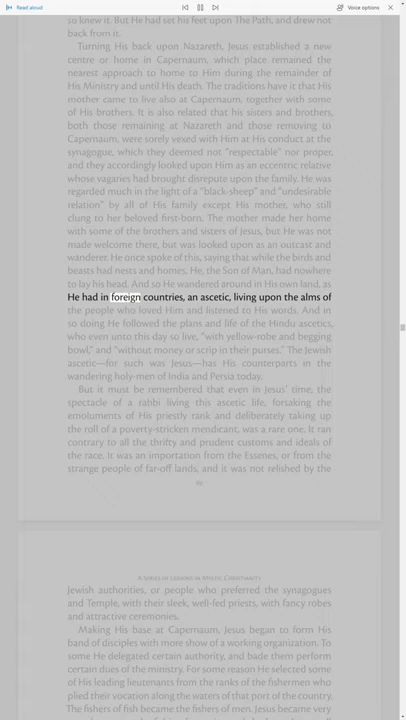 Read aloud
Voice options
so knew it. But He had set his feet upon The Path, and drew not
back from it.
Turning His back upon Nazareth, Jesus established a new
centre or home in Capernaum, which place remained the
nearest approach to home to Him during the remainder of
His Ministry and until His death. The traditions have it that His
mother came to live also at Capernaum, together with some
of His brothers. It is also related that his sisters and brothers,
both those remaining at Nazareth and those removing to
Capernaum, were sorely vexed with Him at His conduct at the
synagogue, which they deemed not "respectable" nor proper,
and they accordingly looked upon Him as an eccentric relative
whose vagaries had brought disrepute upon the family. He was
regarded much in the light of a "black-sheep" and "undesirable
relation" by all of His family except His mother, who still
clung to her beloved first-born. The mother made her home
with some of the brothers and sisters of Jesus, but He was not
made welcome there, but was looked upon as an outcast and
wanderer. He once spoke of this, saying that while the birds and
beasts had nests and homes, He, the Son of Man, had nowhere
to lay his head. And so He wandered around in His own land, as
He had in foreign countries, an ascetic, living upon the alms of
the people who loved Him and listened to His words. And in
so doing He followed the plans and life of the Hindu ascetics,
who even unto this day so live, "with yellow-robe and begging
bowl," and "without money or scrip in their purses." The Jewish
ascetic—for such was Jesus—has His counterparts in the
wandering holy-men of India and Persia today.
But it must be remembered that even in Jesus' time, the
spectacle of a rabbi living this ascetic life, forsaking the
emoluments of His priestly rank and deliberately taking up
the roll of a poverty-stricken mendicant, was a rare one. It ran
contrary to all the thrifty and prudent customs and ideals of
the race. It was an importation from the Essenes, or from the
strange people of far-off lands, and it was not relished by the
A Series of Lessons in Mystic Christianity
Jewish authorities, or people who preferred the synagogues
and Temple, with their sleek, well-fed priests, with fancy robes
and attractive ceremonies.
Making His base at Capernaum, Jesus began to form His
band of disciples with more show of a working organization. To
some He delegated certain authority, and bade them perform
certain dues of the ministry. For some reason He selected some
of His leading lieutenants from the ranks of the fishermen who
plied their vocation along the waters of that port of the country.
The fishers of fish became the fishers of men. Jesus became very